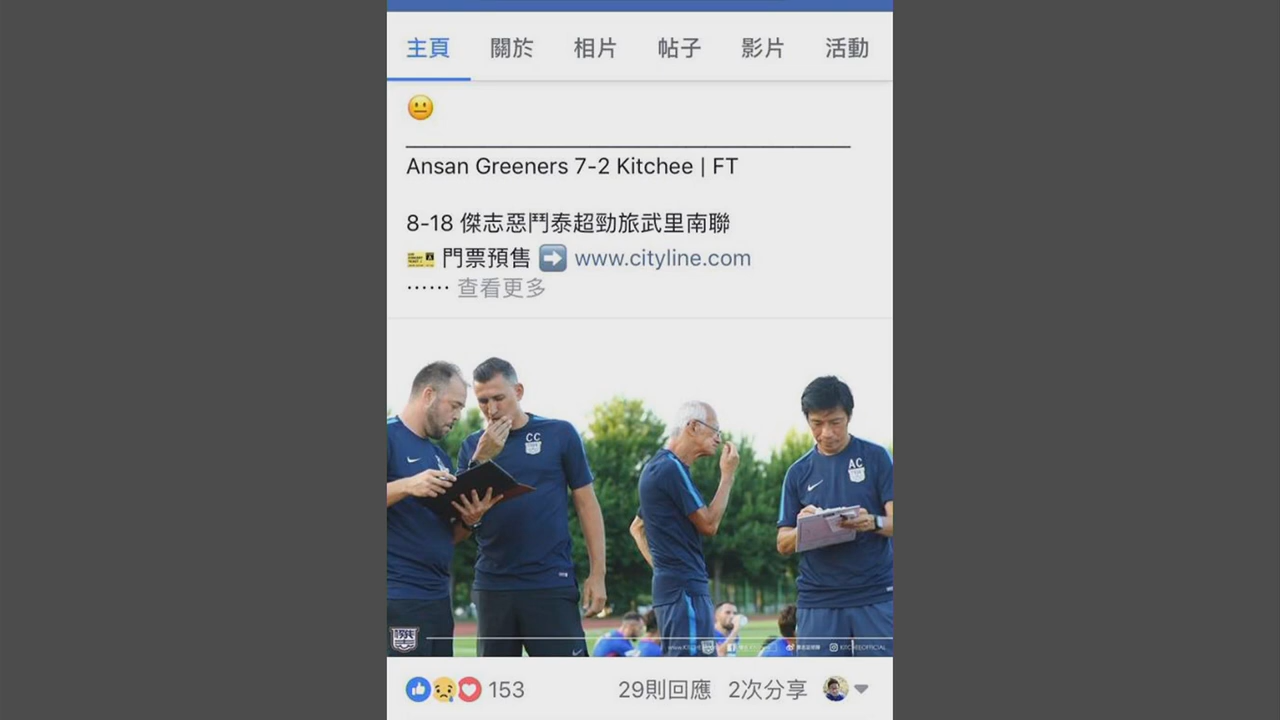 主頁 關於 相片 帖子 影片 活動
Ansan Greeners 7-2 Kitchee | FT
8-18 傑志惡鬥泰超勁旅武里南聯
門票預售 www.cityline.com
…… 查看更多
CC
AC
KITCHEEOFFICIAL
153 29則回應 2次分享